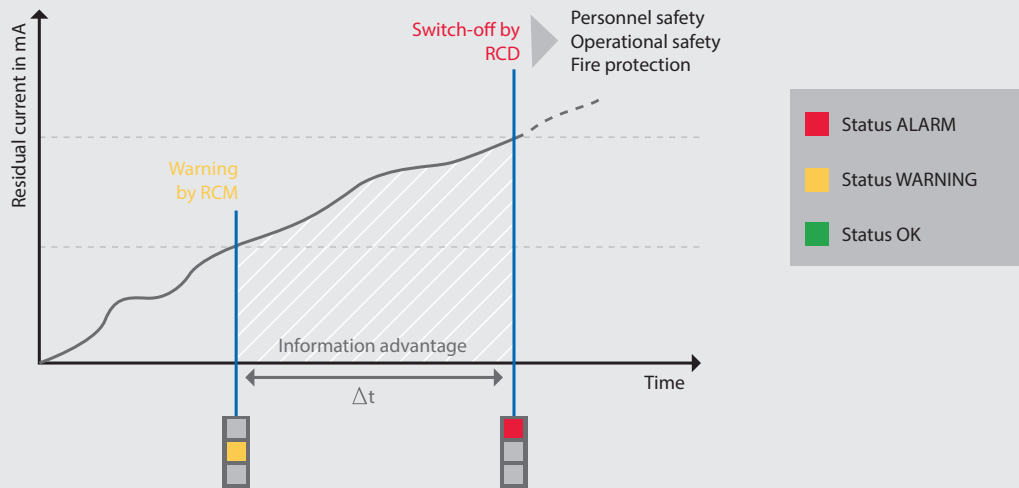 Residual current in mA
Switch-off by
RCD
Personnel safety
Operational safety
Fire protection
Warning
by RCM
Information advantage
Δt
Time
Status ALARM
Status WARNING
Status OK